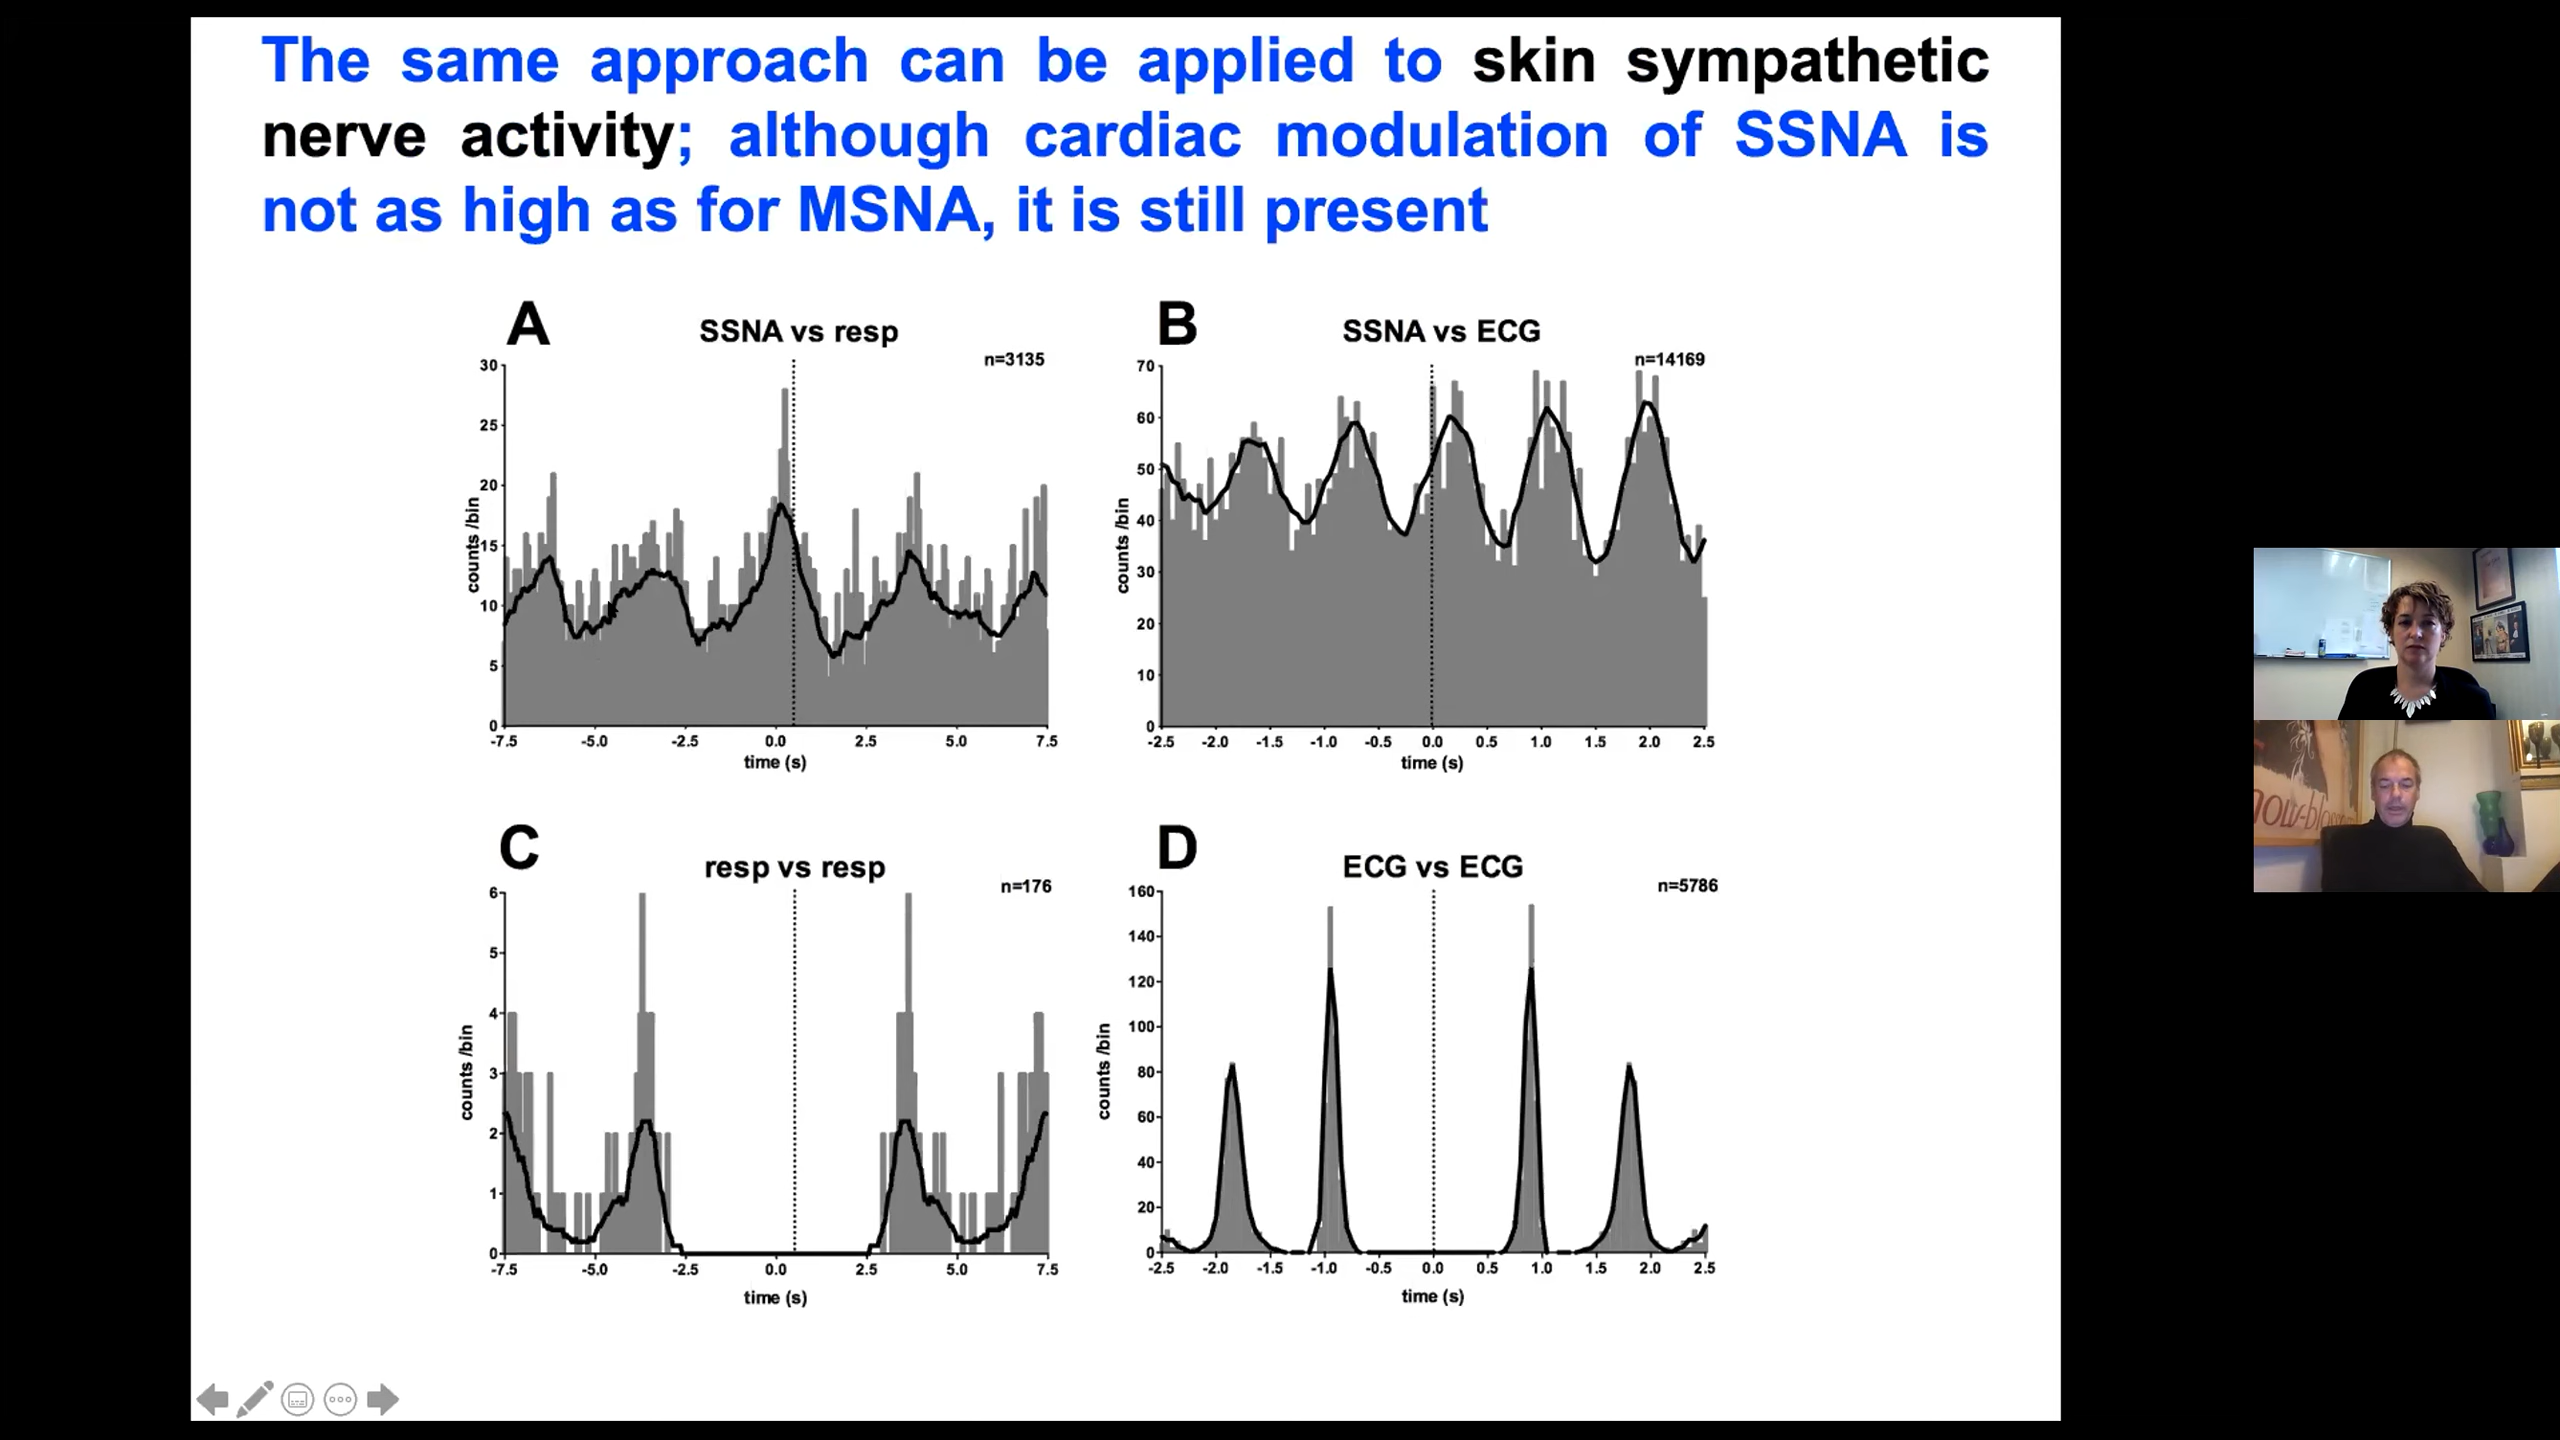 The same approach can be applied to skin sympathetic
nerve activity; although cardiac modulation of SSNA is
not as high as for MSNA, it is still present
A
SSNA vs resp
n=3135
30
25
20
15
10
5
0
counts /bin
-7.5 -5.0 -2.5 0.0 2.5 5.0 7.5
time (s)
B
SSNA vs ECG
n=14169
70
60
50
40
30
20
10
0
counts /bin
-2.5 -2.0 -1.5 -1.0 -0.5 0.0 0.5 1.0 1.5 2.0 2.5
time (s)
C
resp vs resp
n=176
6
5
4
3
2
1
0
counts /bin
-7.5 -5.0 -2.5 0.0 2.5 5.0 7.5
time (s)
D
ECG vs ECG
n=5786
160
140
120
100
80
60
40
20
0
counts /bin
-2.5 -2.0 -1.5 -1.0 -0.5 0.0 0.5 1.0 1.5 2.0 2.5
time (s)